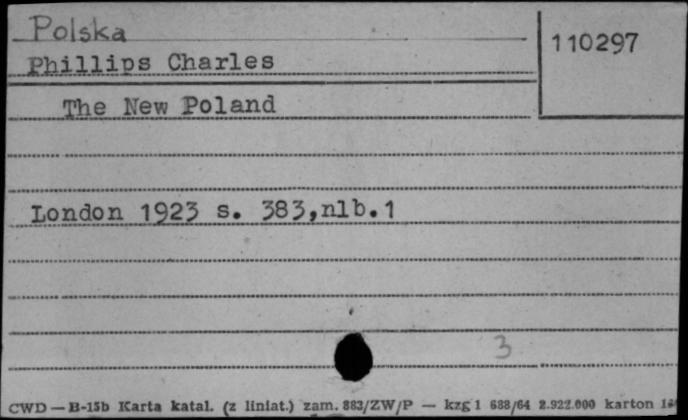 Polska
110297
Phillips Charles
The New Poland
London 1923 s. 383,nlb.1
3
CWD — B-15b Karta katal. (z liniat.) zam. 883/ZW/P — kzg 1 688/64 2.922.000 karton